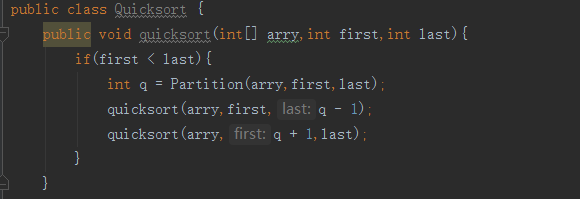 public class Quicksort {
public void quicksort(int[] arry,int first,int last){
if(first < last){
int q = Partition(arry,first,last);
quicksort(arry,first, last: q - 1);
quicksort(arry, first: q + 1,last);
}
}